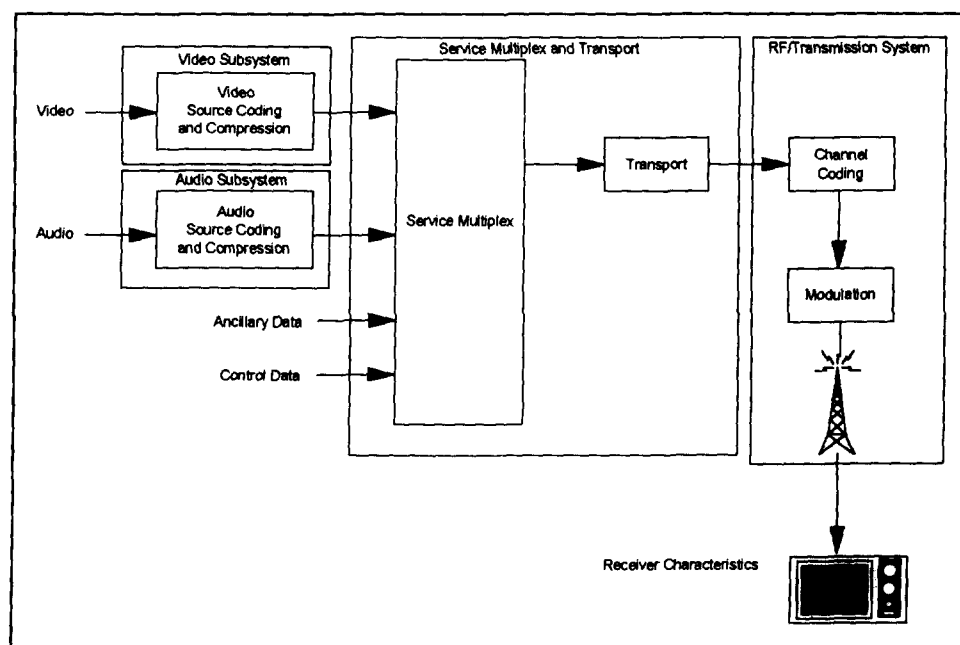 Service Multiplex and Transport
RF/Transmission System
Video Subsystem
Video
Video
Source Coding
and Compression
Audio Subsystem
Audio
Audio
Source Coding
and Compression
Service Multiplex
Transport
Channel
Coding
Modulation
Ancillary Data
Control Data
Receiver Characteristics